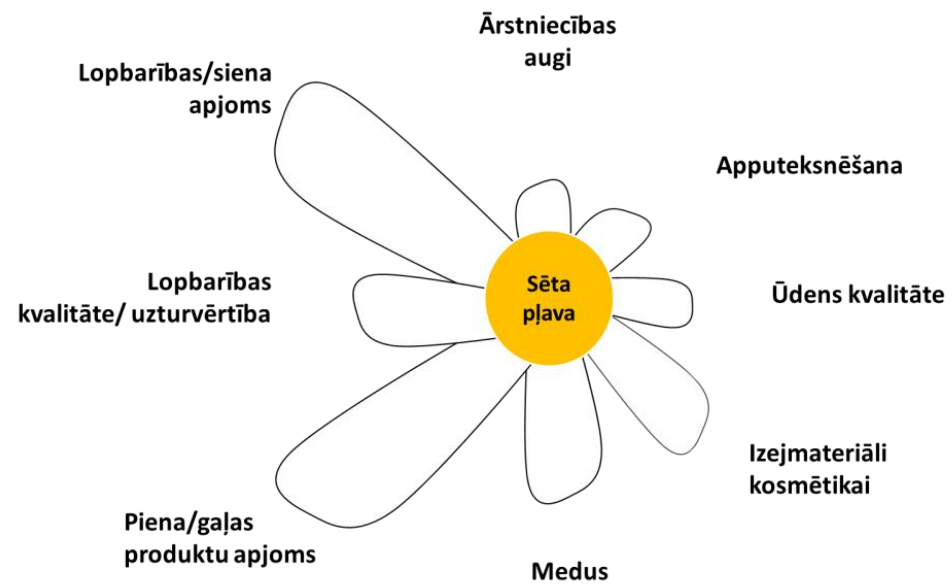 Ārstniecības
augi
Lopbarības/siena
apjoms
Apputeksnēšana
Lopbarības
kvalitāte/ uzturvērtība
Sēta
pļava
Ūdens kvalitāte
Izejmateriāli
kosmētikai
Piena/gaļas
produktu apjoms
Medus